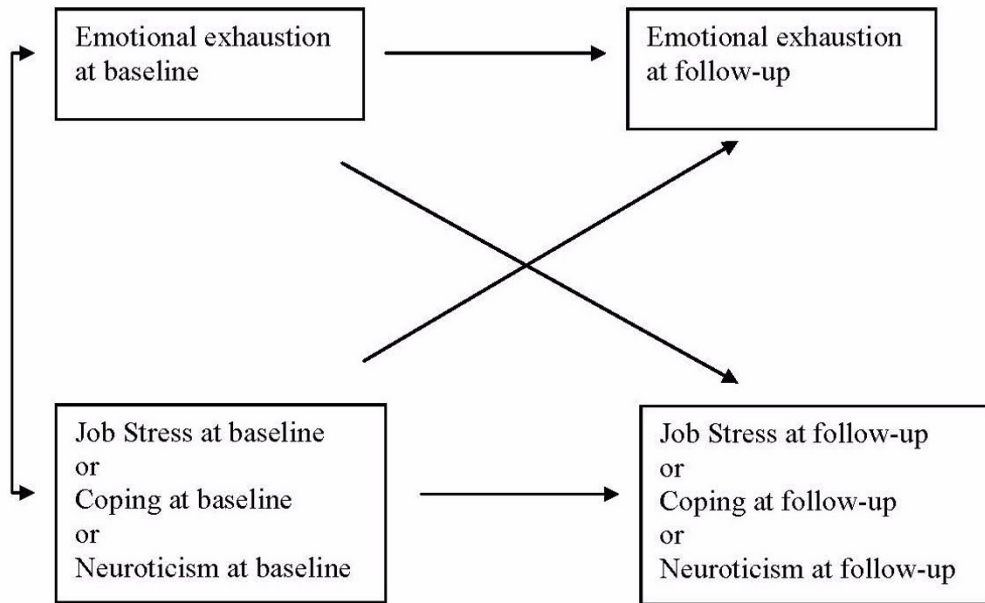 Emotional exhaustion
at baseline
Emotional exhaustion
at follow-up
Job Stress at baseline
or
Coping at baseline
or
Neuroticism at baseline
Job Stress at follow-up
or
Coping at follow-up
or
Neuroticism at follow-up